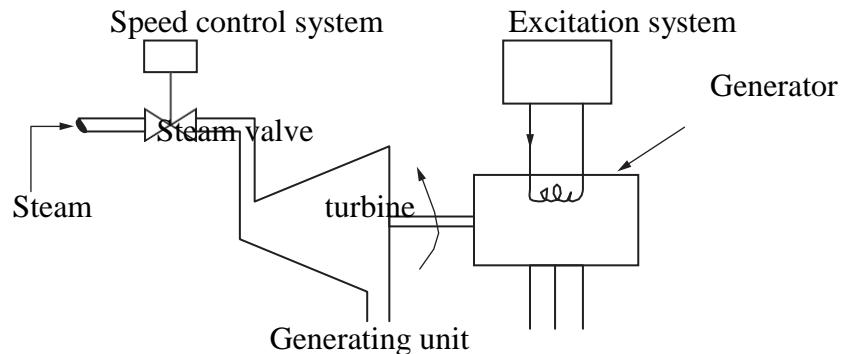 Speed control system
Excitation system
Generator
Steam valve
Steam
turbine
Generating unit